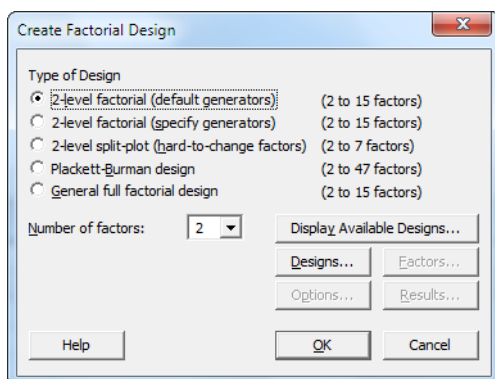 Create Factorial Design
Type of Design
2-level factorial (default generators) (2 to 15 factors)
2-level factorial (specify generators) (2 to 15 factors)
2-level split-plot (hard-to-change factors) (2 to 7 factors)
Plackett-Burman design (2 to 47 factors)
General full factorial design (2 to 15 factors)
Number of factors: 2 Display Available Designs...
Designs... Factors...
Options... Results...
Help OK Cancel